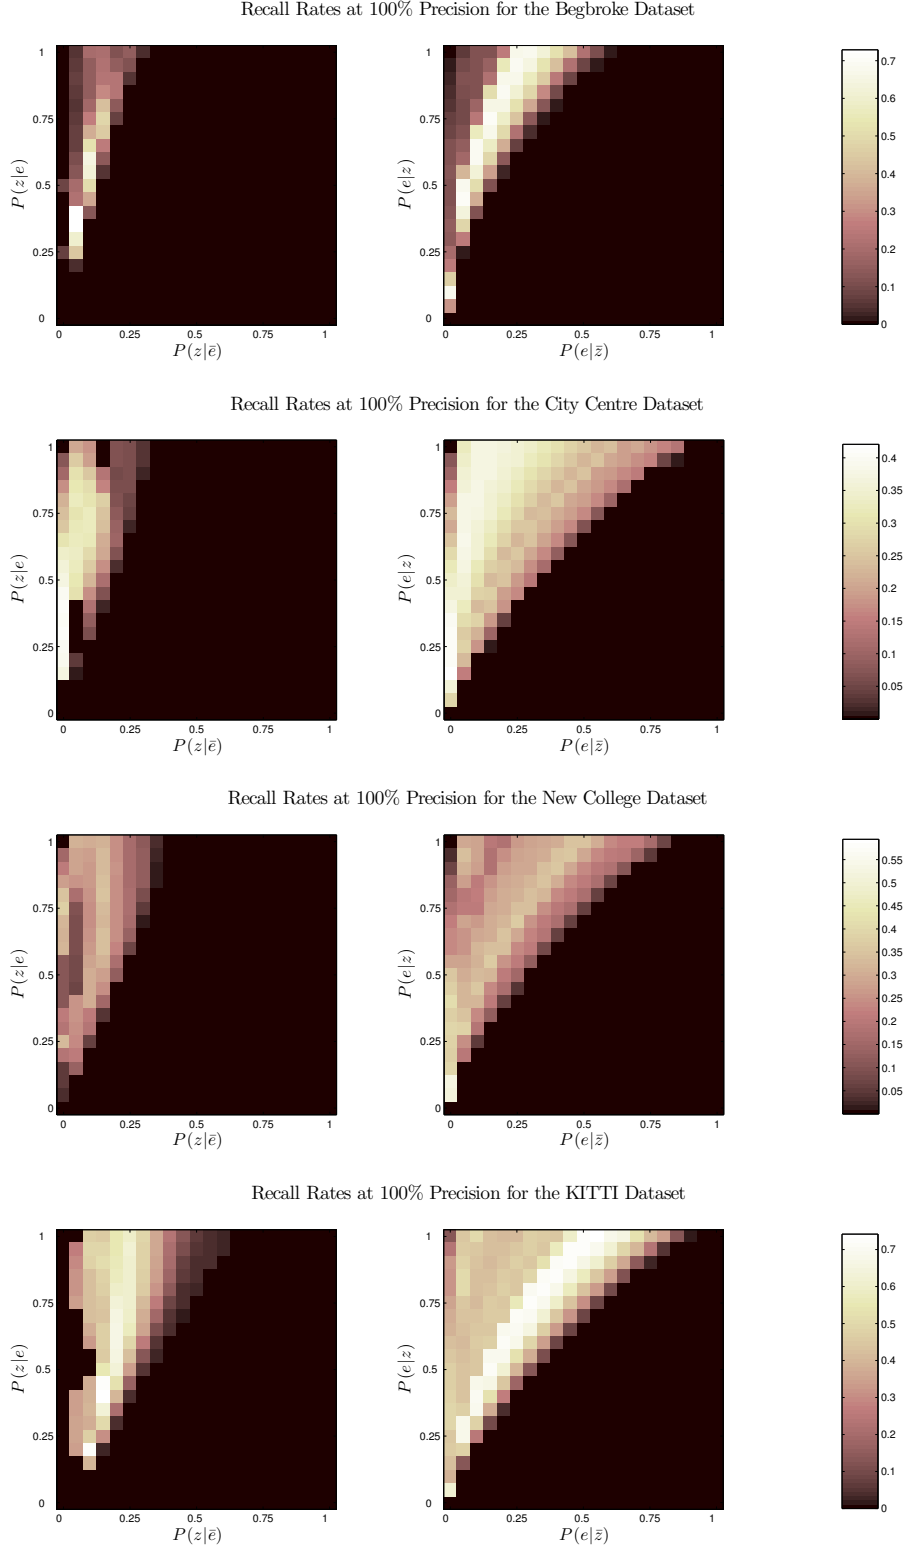 Recall Rates at 100% Precision for the Begbroke Dataset
1
0.75
0.5
0.25
0
P(z|e)
0 0.25 0.5 0.75 1
P(z|ē)
1
0.75
0.5
0.25
0
P(e|z)
0 0.25 0.5 0.75 1
P(e|z̄)
0.7
0.6
0.5
0.4
0.3
0.2
0.1
0
Recall Rates at 100% Precision for the City Centre Dataset
1
0.75
0.5
0.25
0
P(z|e)
0 0.25 0.5 0.75 1
P(z|ē)
1
0.75
0.5
0.25
0
P(e|z)
0 0.25 0.5 0.75 1
P(e|z̄)
0.4
0.35
0.3
0.25
0.2
0.15
0.1
0.05
Recall Rates at 100% Precision for the New College Dataset
1
0.75
0.5
0.25
0
P(z|e)
0 0.25 0.5 0.75 1
P(z|ē)
1
0.75
0.5
0.25
0
P(e|z)
0 0.25 0.5 0.75 1
P(e|z̄)
0.55
0.5
0.45
0.4
0.35
0.3
0.25
0.2
0.15
0.1
0.05
Recall Rates at 100% Precision for the KITTI Dataset
1
0.75
0.5
0.25
0
P(z|e)
0 0.25 0.5 0.75 1
P(z|ē)
1
0.75
0.5
0.25
0
P(e|z)
0 0.25 0.5 0.75 1
P(e|z̄)
0.7
0.6
0.5
0.4
0.3
0.2
0.1
0